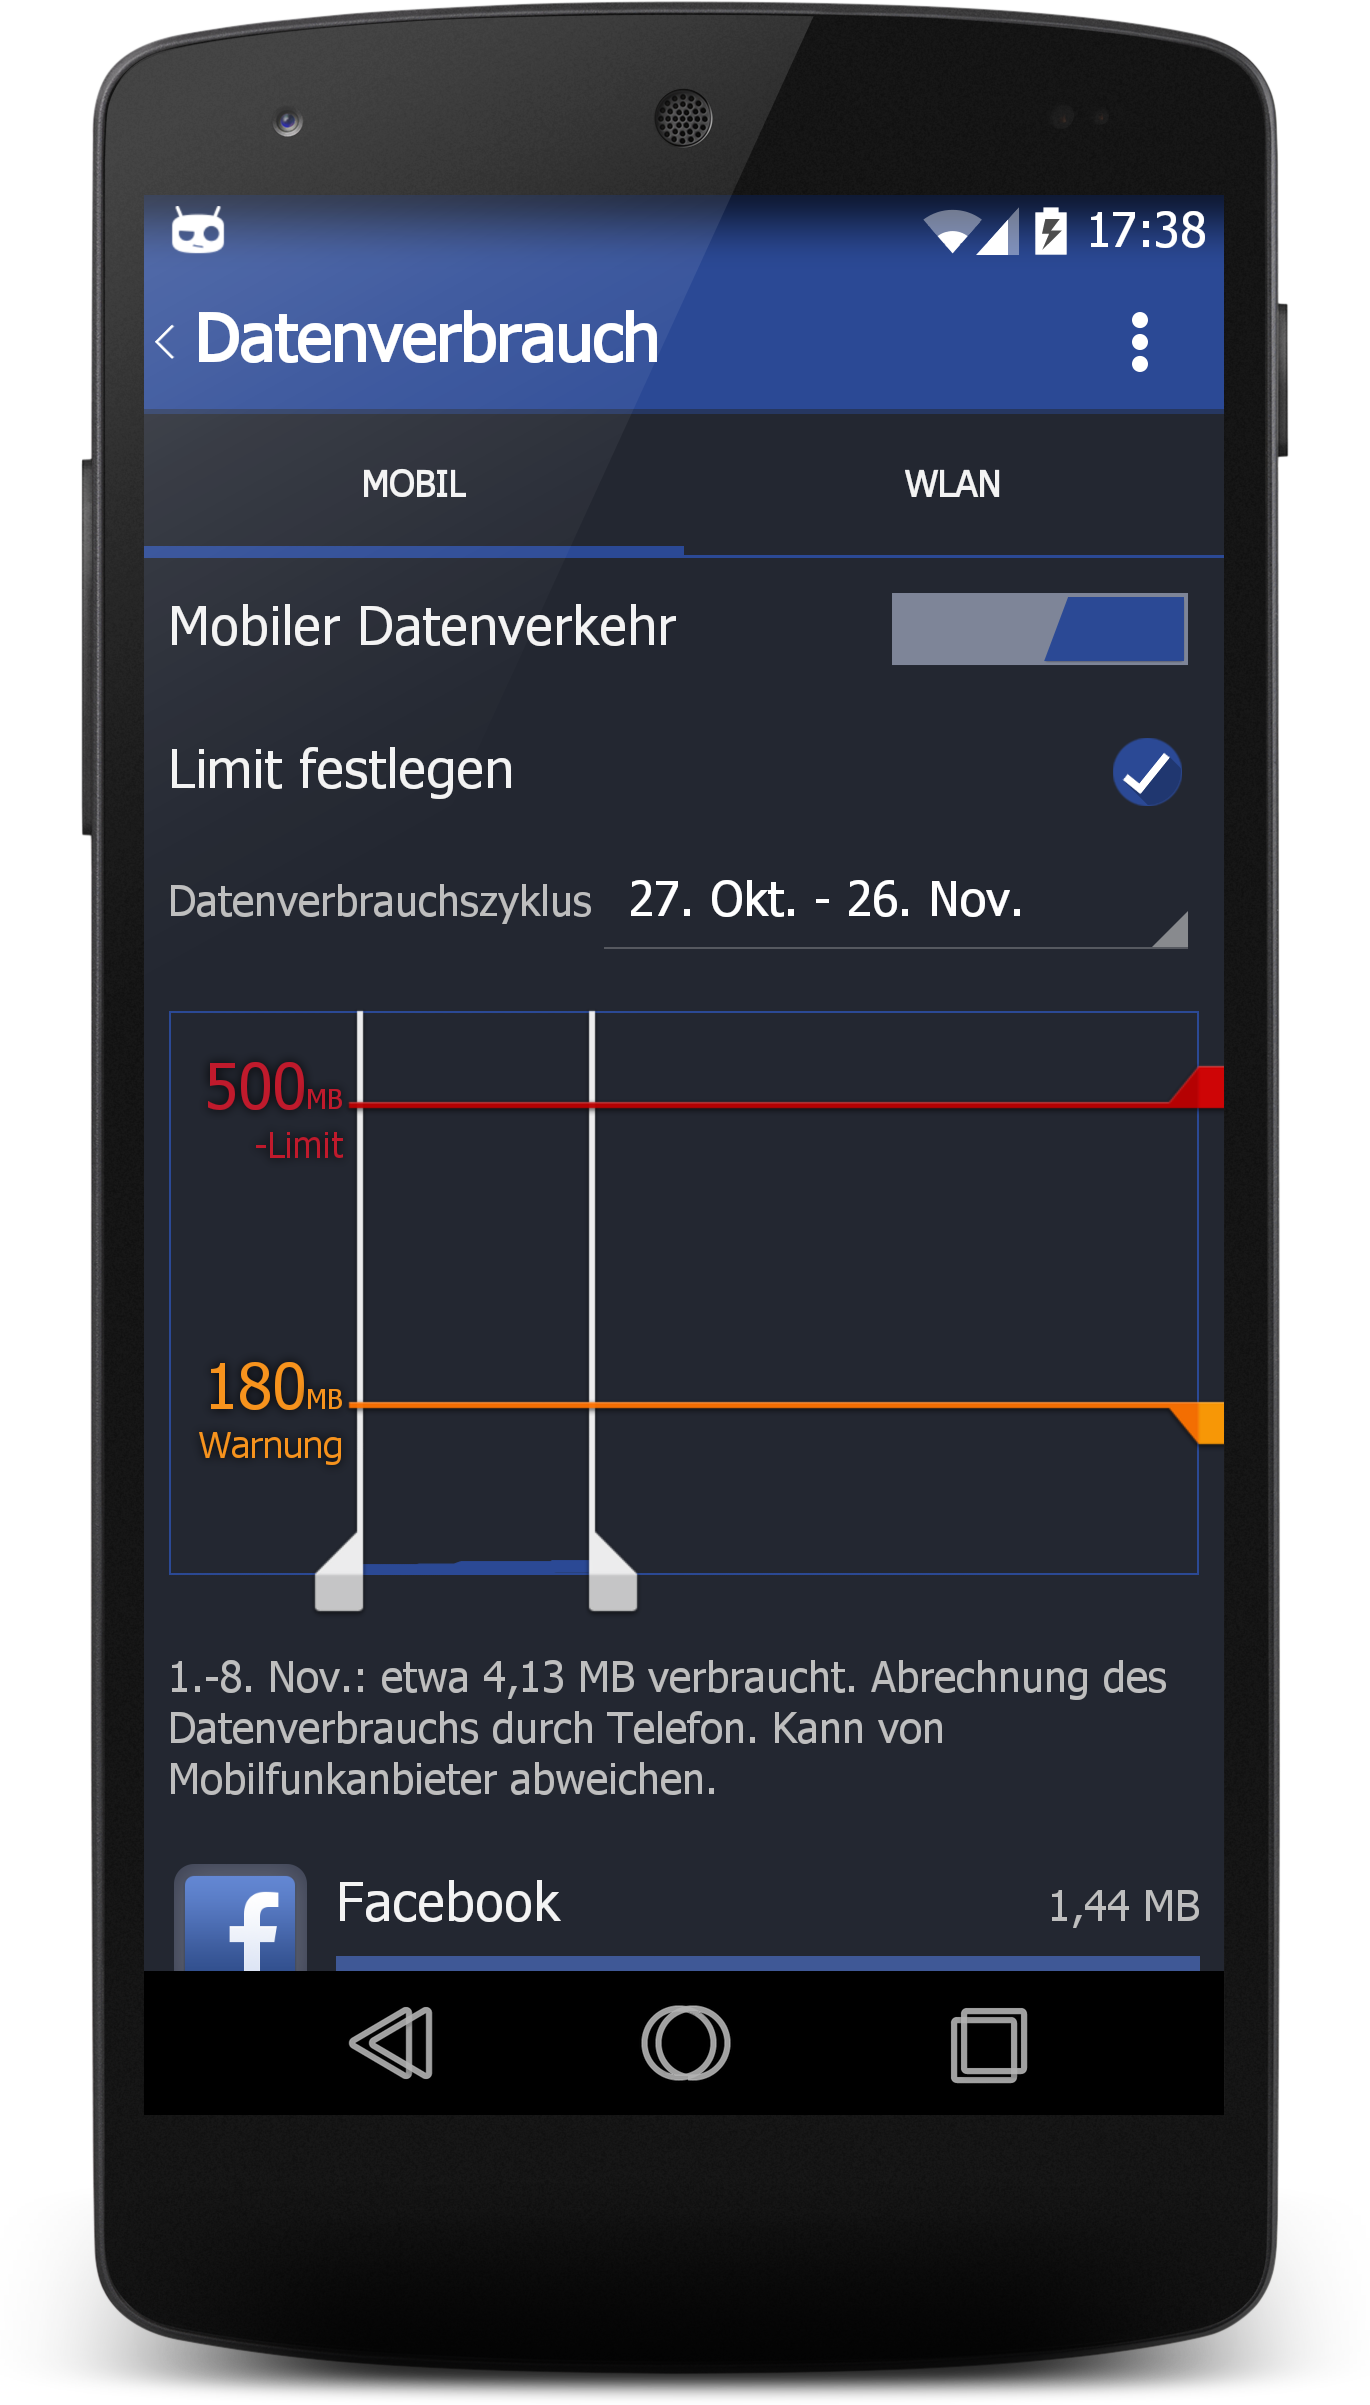 17:38
Datenverbrauch
MOBIL WLAN
Mobiler Datenverkehr
Limit festlegen
Datenverbrauchszyklus 27. Okt. - 26. Nov.
500MB
-Limit
180MB
Warnung
1.-8. Nov.: etwa 4,13 MB verbraucht. Abrechnung des
Datenverbrauchs durch Telefon. Kann von
Mobilfunkanbieter abweichen.
Facebook 1,44 MB